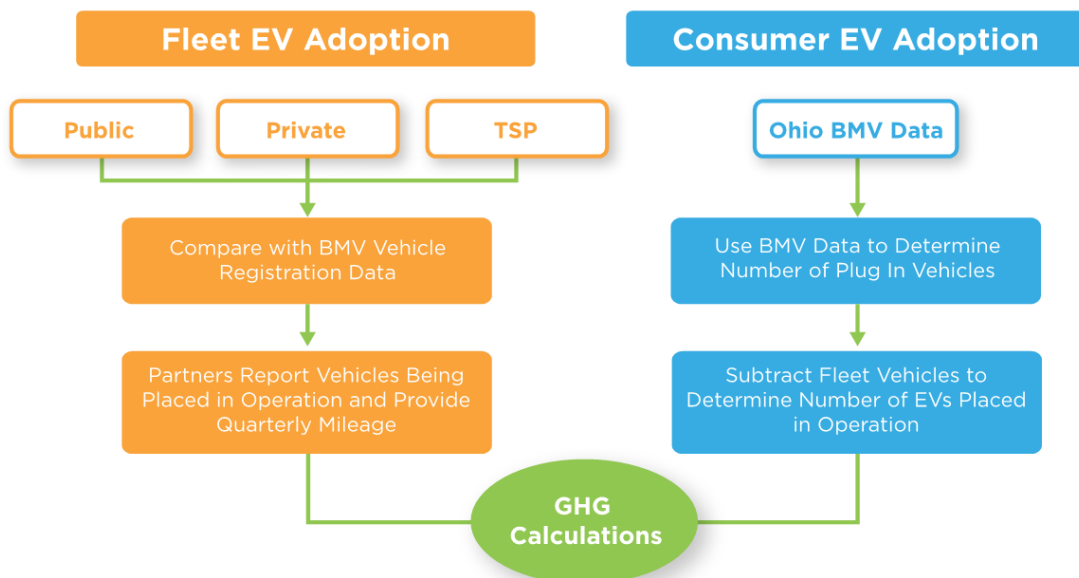 Fleet EV Adoption
Public
Private
TSP
Compare with BMV Vehicle
Registration Data
Partners Report Vehicles Being
Placed in Operation and Provide
Quarterly Mileage
Consumer EV Adoption
Ohio BMV Data
Use BMV Data to Determine
Number of Plug In Vehicles
Subtract Fleet Vehicles to
Determine Number of EVs Placed
in Operation
GHG
Calculations